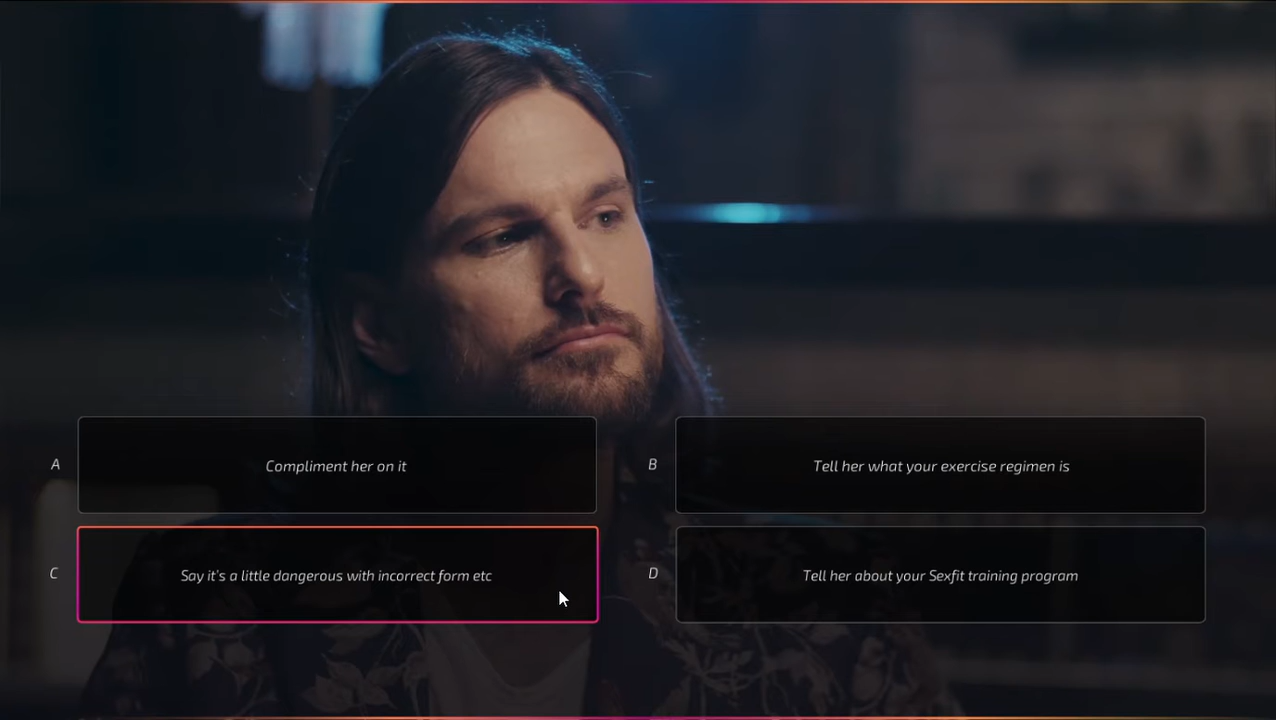 A
Compliment her on it
B
Tell her what your exercise regimen is
C
Say it's a little dangerous with incorrect form etc
D
Tell her about your Sexfit training program